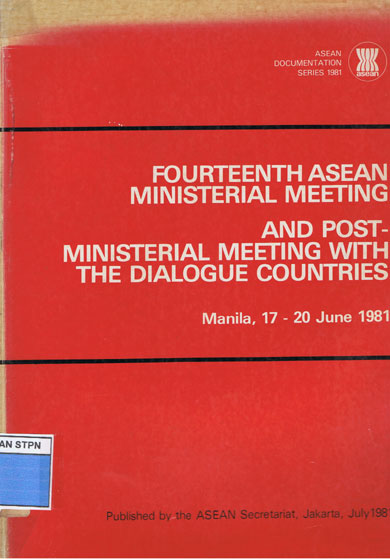 ASEAN
DOCUMENTATION
SERIES 1981
asean
FOURTEENTH ASEAN
MINISTERIAL MEETING
AND POST-
MINISTERIAL MEETING WITH
THE DIALOGUE COUNTRIES
Manila, 17 - 20 June 1981
AN STPN
Published by the ASEAN Secretariat, Jakarta, July 198